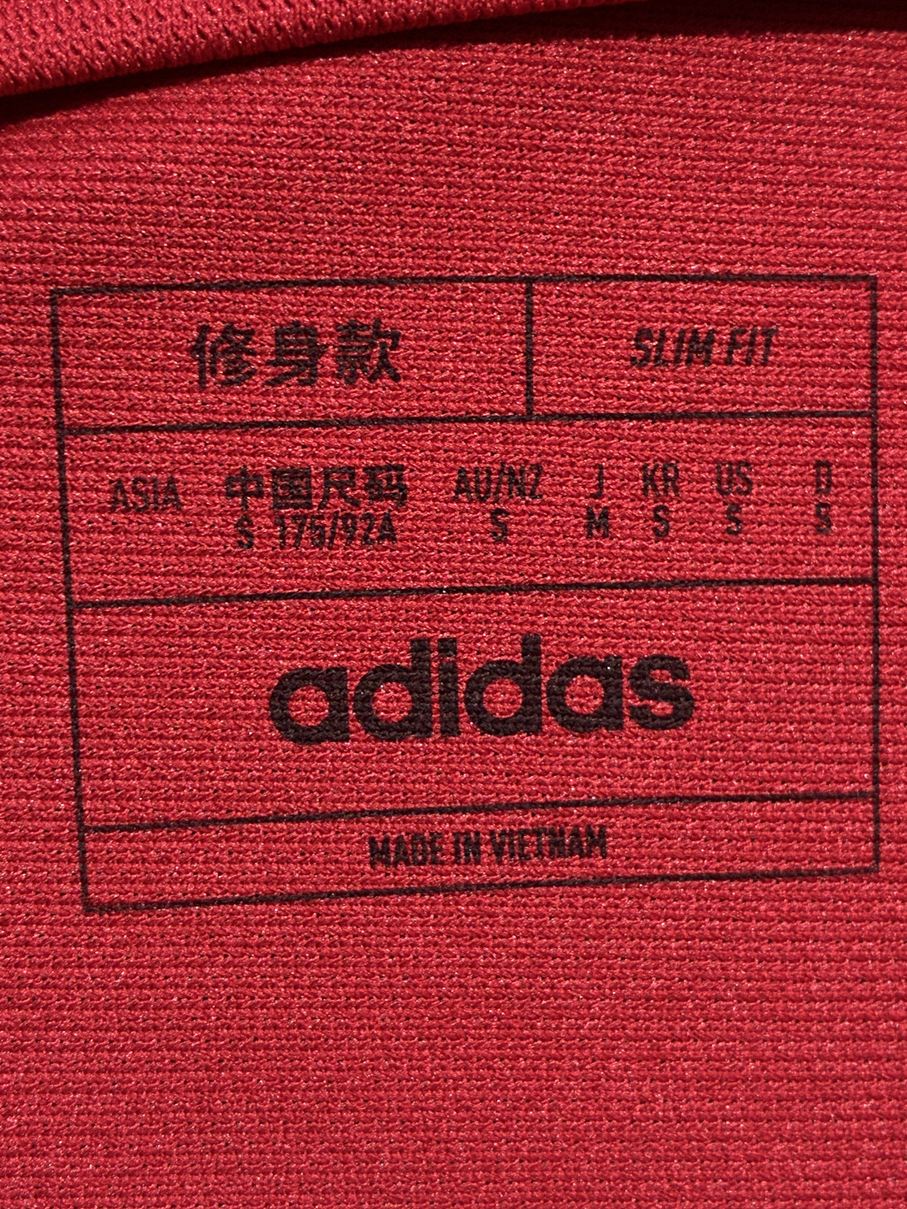 修身款 SLIM FIT
ASIA 中国尺码 AU/NZ J KR US D
S 175/92A S M S S S
adidas
MADE IN VIETNAM